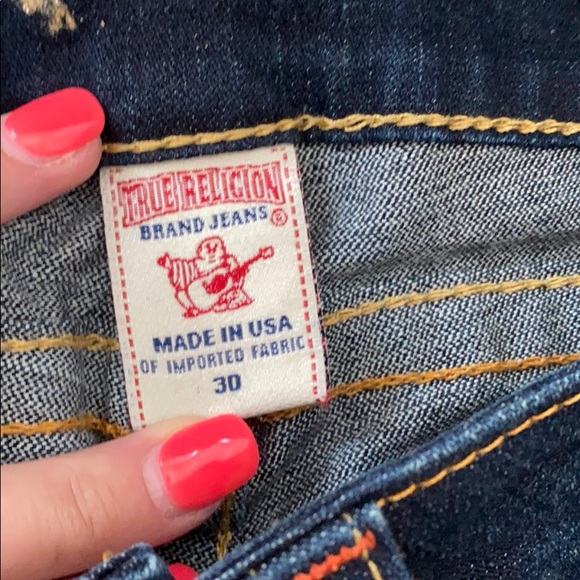 TRUE RELIGION
BRAND JEANS ®
MADE IN USA
OF IMPORTED FABRIC
30